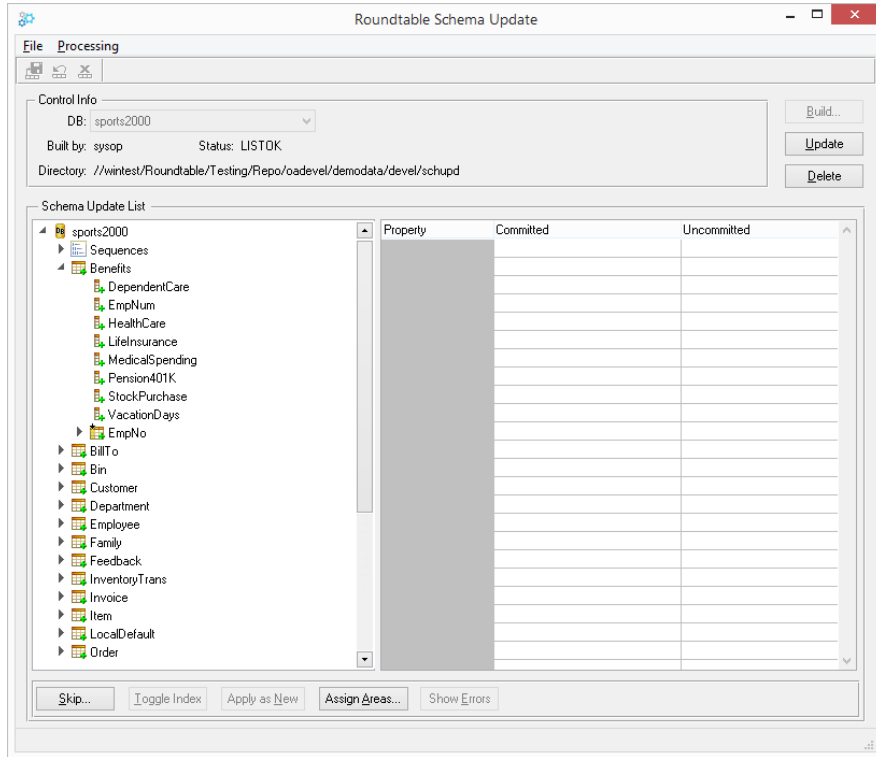 Roundtable Schema Update
File Processing
Control Info
DB: sports2000
Build...
Built by: sysop Status: LISTOK
Update
Directory: //wintest/Roundtable/Testing/Repo/oadevel/demodata/devel/schupd
Delete
Schema Update List
DB sports2000
Property Committed Uncommitted
Sequences
Benefits
DependentCare
EmpNum
HealthCare
LifeInsurance
MedicalSpending
Pension401K
StockPurchase
VacationDays
EmpNo
BillTo
Bin
Customer
Department
Employee
Family
Feedback
InventoryTrans
Invoice
Item
LocalDefault
Order
Skip... Toggle Index Apply as New Assign Areas... Show Errors